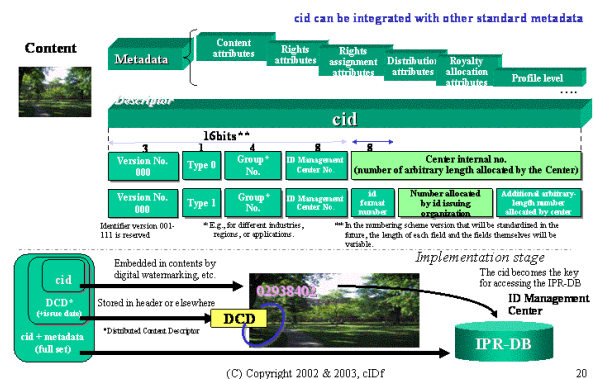 cid can be integrated with other standard metadata
Content
Metadata
Content
attributes
Rights
attributes
Rights
assignment
attributes
Distribution
attributes
Royalty
allocation
attributes
Profile level
....
Descriptor
cid
16bits**
3
1
4
8
8
Version No.
000
Type 0
Group*
No.
ID Management
Center No.
Center internal no.
(number of arbitrary length allocated by the Center)
Version No.
000
Type 1
Group*
No.
ID Management
Center No.
id
format
number
Number allocated
by id issuing
organization
Additional arbitrary-
length number
allocated by center
Identifier version 001-
111 is reserved
* E.g., for different industries,
regions, or applications.
** In the numbering scheme version that will be standardized in the
future, the length of each field and the fields themselves will be
variable.
Implementation stage
cid
DCD*
(+issue date)
cid + metadata
(full set)
Embedded in contents by
digital watermarking, etc.
Stored in header or elsewhere
*Distributed Content Descriptor
02938402
DCD
The cid becomes the key
for accessing the IPR-DB
ID Management
Center
IPR-DB
(C) Copyright 2002 & 2003, cIDf
20